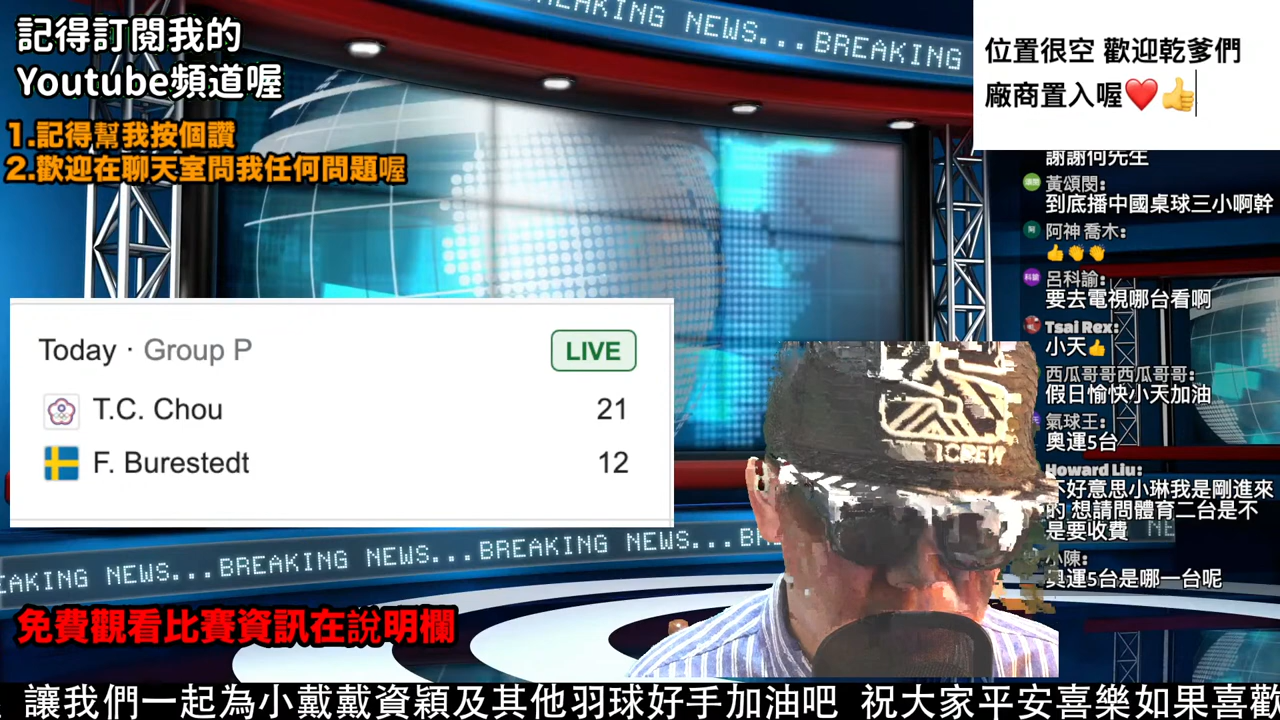 記得訂閱我的
Youtube頻道喔
1.記得幫我按個讚
2.歡迎在聊天室問我任何問題喔
BREAKING NEWS...BREAKING
位置很空 歡迎乾爹們
廠商置入喔❤️👍
謝謝何先生
黃頌閔:
到底播中國桌球三小啊幹
阿神 喬木:
👍👏👏
呂科諭:
要去電視哪台看啊
Tsai Rex:
小天👍
西瓜哥哥西瓜哥哥:
假日愉快小天加油
氣球王:
奧運5台
Howard Liu:
不好意思小琳我是剛進來
的 想請問體育二台是不
是要收費
小陳:
奧運5台是哪一台呢
Today · Group P
LIVE
T.C. Chou 21
F. Burestedt 12
CREW
EAKING NEWS...BREAKING NEWS...BREAKING NEWS...BR
NE
免費觀看比賽資訊在說明欄
讓我們一起為小戴戴資穎及其他羽球好手加油吧 祝大家平安喜樂如果喜歡